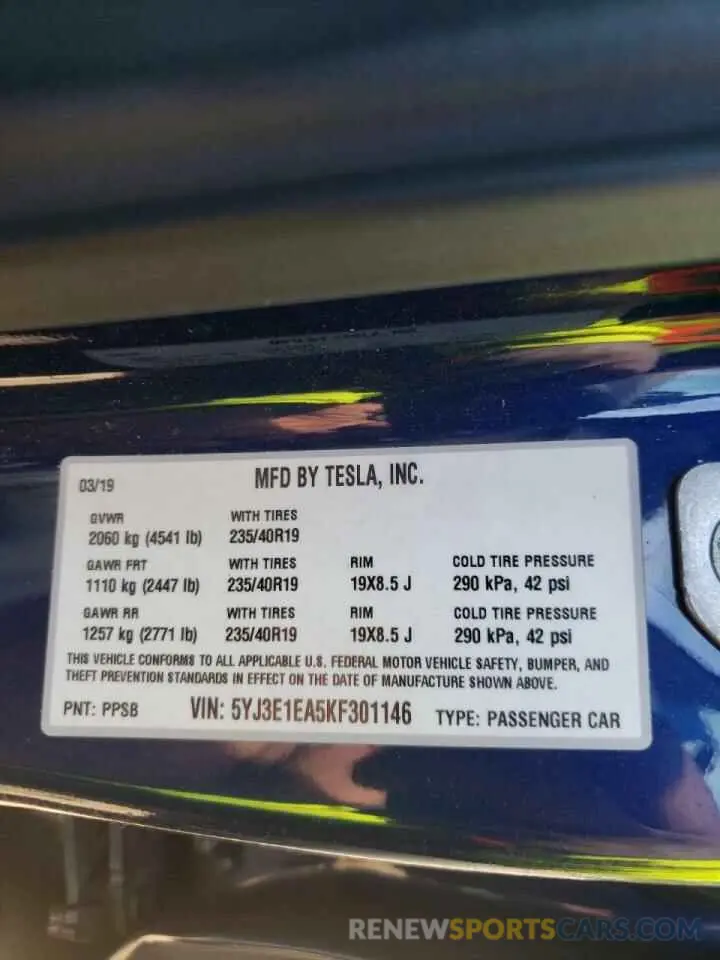 03/19 MFD BY TESLA, INC.
GVWR WITH TIRES
2060 kg (4541 lb) 235/40R19
GAWR FRT WITH TIRES RIM COLD TIRE PRESSURE
1110 kg (2447 lb) 235/40R19 19X8.5 J 290 kPa, 42 psi
GAWR RR WITH TIRES RIM COLD TIRE PRESSURE
1257 kg (2771 lb) 235/40R19 19X8.5 J 290 kPa, 42 psi
THIS VEHICLE CONFORMS TO ALL APPLICABLE U.S. FEDERAL MOTOR VEHICLE SAFETY, BUMPER, AND
THEFT PREVENTION STANDARDS IN EFFECT ON THE DATE OF MANUFACTURE SHOWN ABOVE.
PNT: PPSB VIN: 5YJ3E1EA5KF301146 TYPE: PASSENGER CAR
RENEWSPORTSCARS.COM